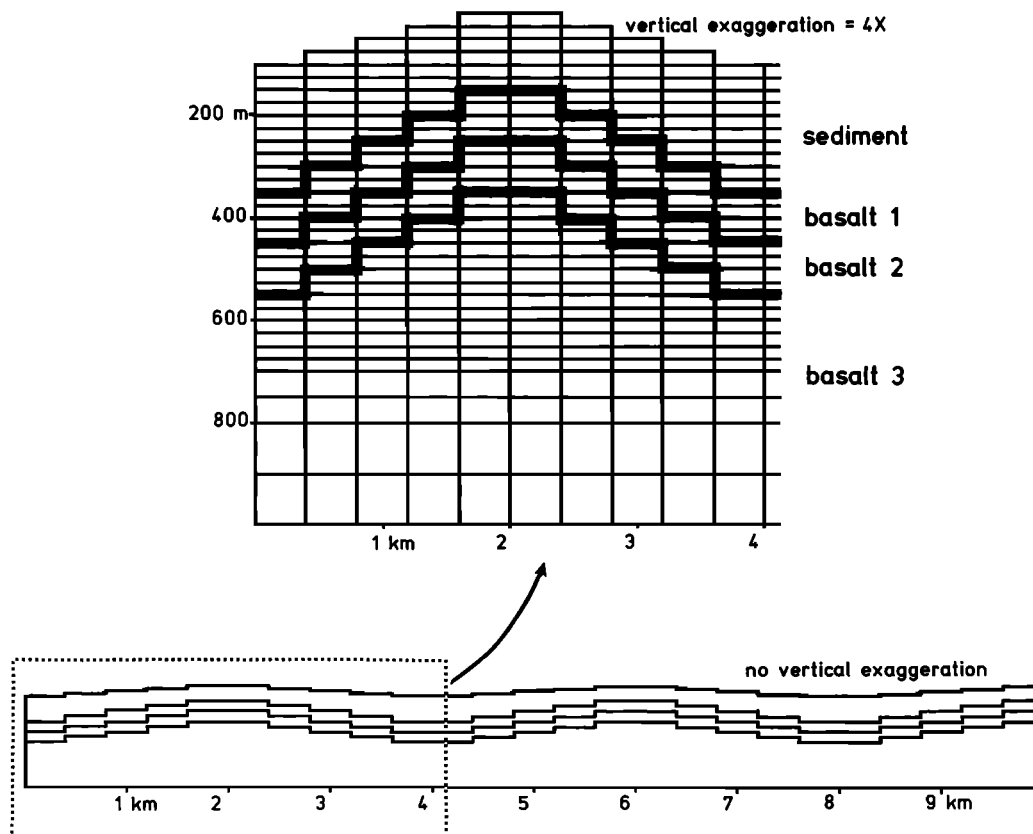 vertical exaggeration = 4X
200 m
sediment
400
basalt 1
basalt 2
600
basalt 3
800
1 km 2 3 4
no vertical exaggeration
1 km 2 3 4 5 6 7 8 9 km